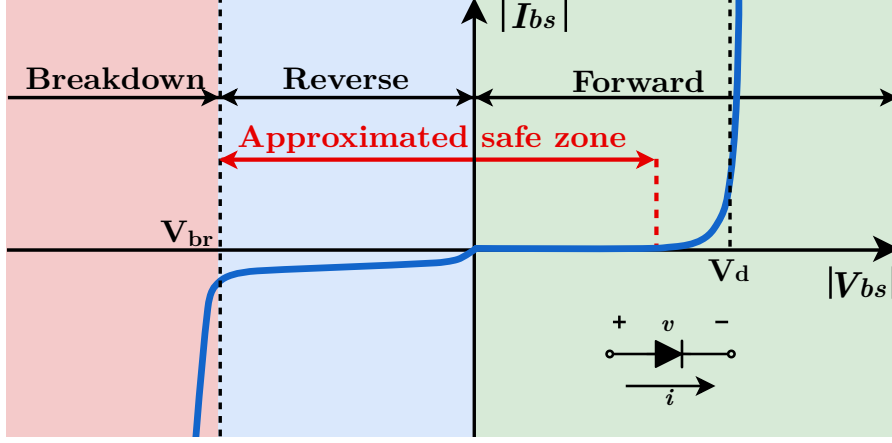 |Ibs|
Breakdown Reverse Forward
Approximated safe zone
Vbr
Vd
|Vbs|
+ v −
i